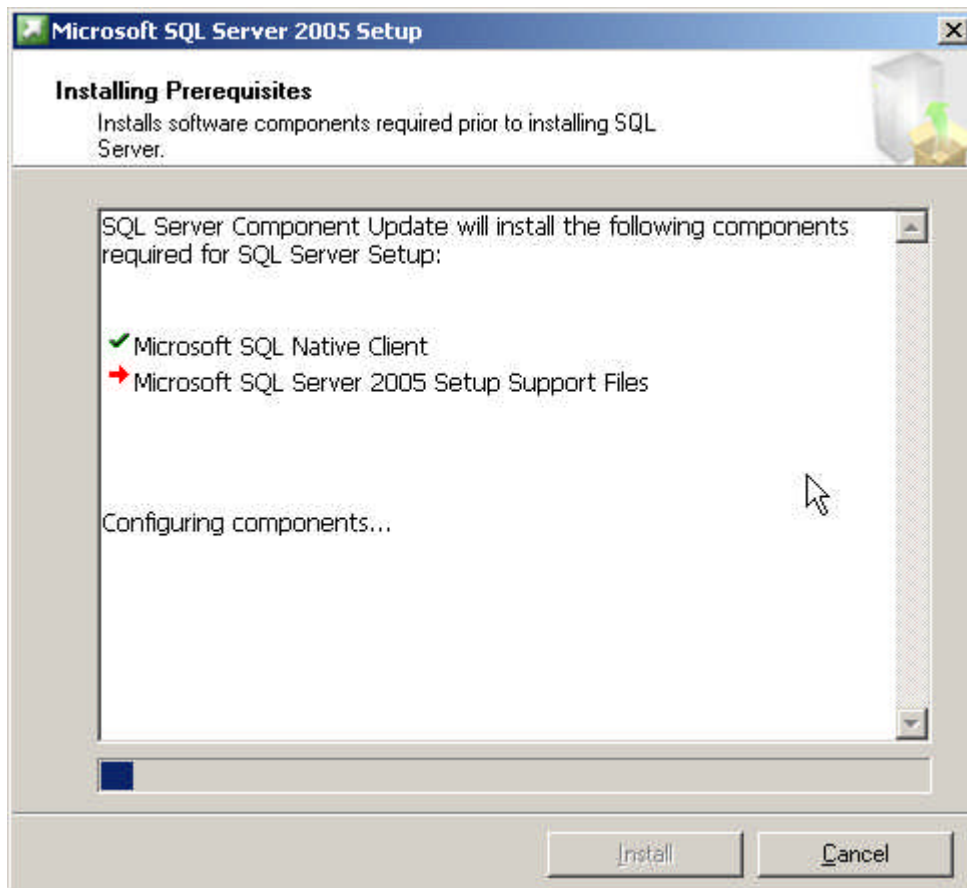 Microsoft SQL Server 2005 Setup
Installing Prerequisites
Installs software components required prior to installing SQL
Server.
SQL Server Component Update will install the following components
required for SQL Server Setup:
Microsoft SQL Native Client
Microsoft SQL Server 2005 Setup Support Files
Configuring components...
Install
Cancel